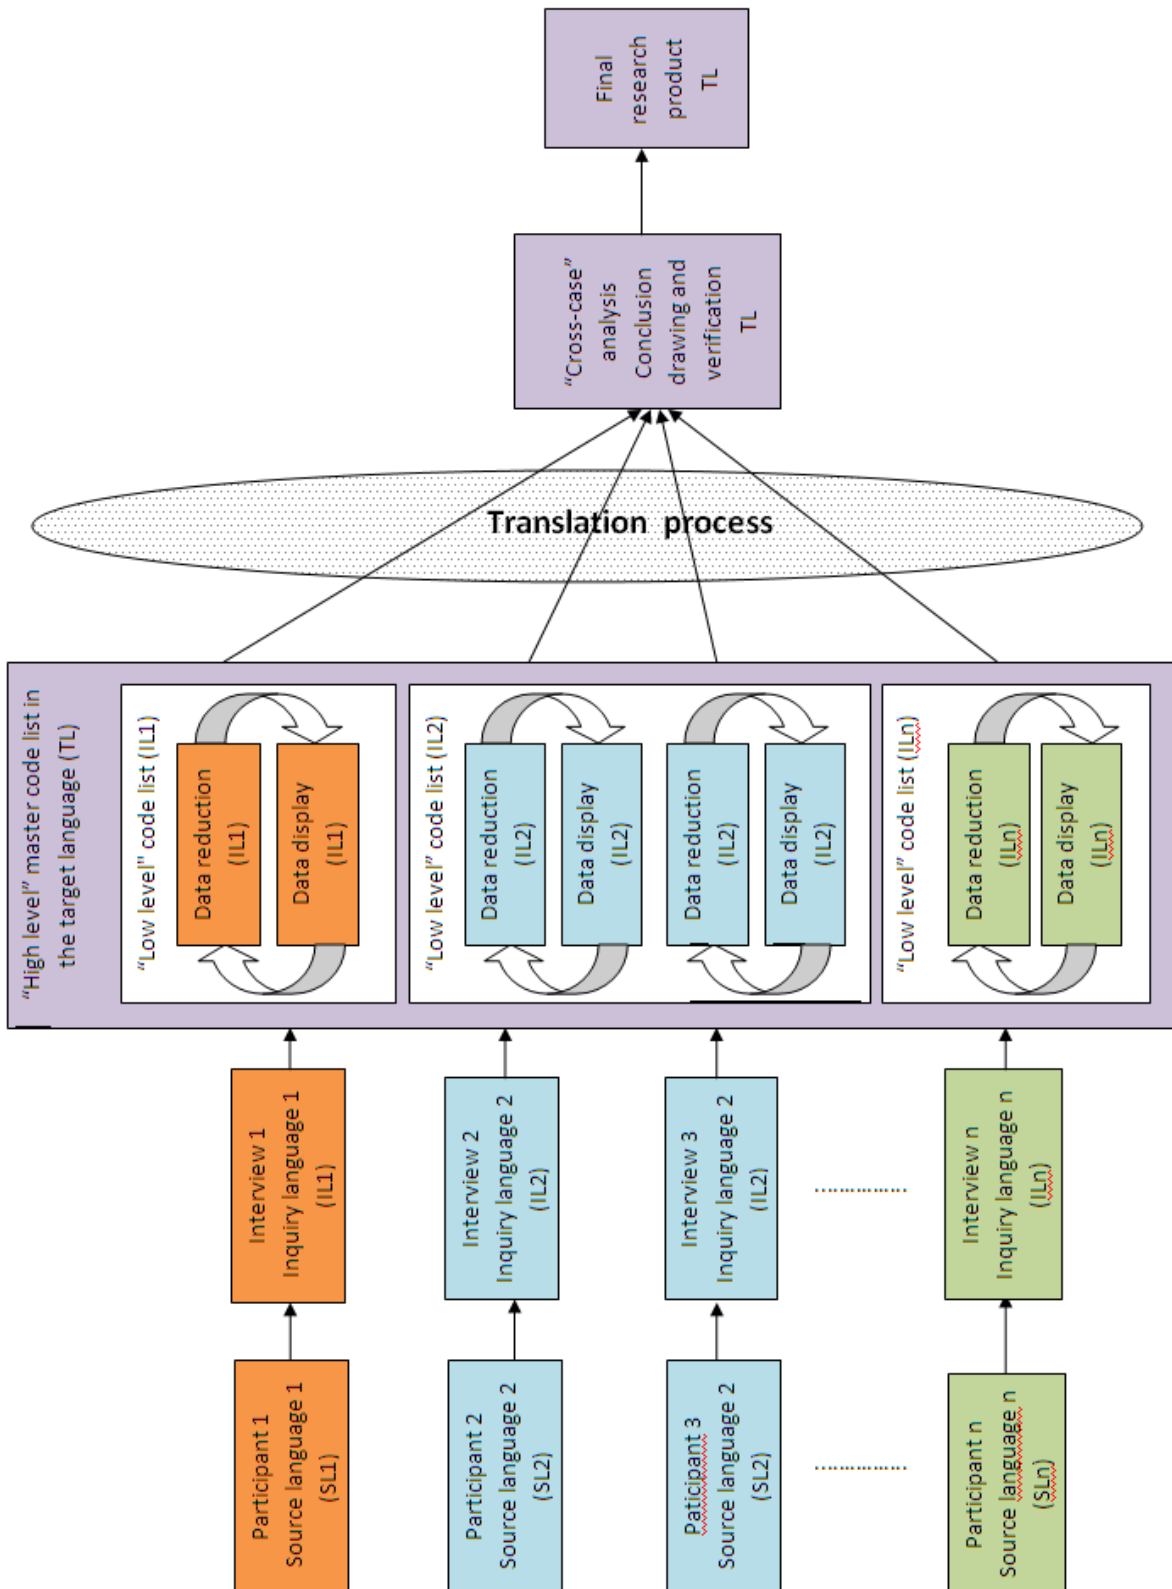 Participant 1
Source language 1
(SL1)
Participant 2
Source language 2
(SL2)
Paticipant 3
Source language 2
(SL2)
...............
Participant n
Source language n
(SLn)
Interview 1
Inquiry language 1
(IL1)
Interview 2
Inquiry language 2
(IL2)
Interview 3
Inquiry language 2
(IL2)
...............
Interview n
Inquiry language n
(ILn)
“High level” master code list in
the target language (TL)
“Low level" code list (IL1)
Data reduction
(IL1)
Data display
(IL1)
“Low level” code list (IL2)
Data reduction
(IL2)
Data display
(IL2)
Data reduction
(IL2)
Data display
(IL2)
“Low level” code list (ILn)
Data reduction
(ILn)
Data display
(ILn)
Translation process
“Cross-case”
analysis
Conclusion
drawing and
verification
TL
Final
research
product
TL